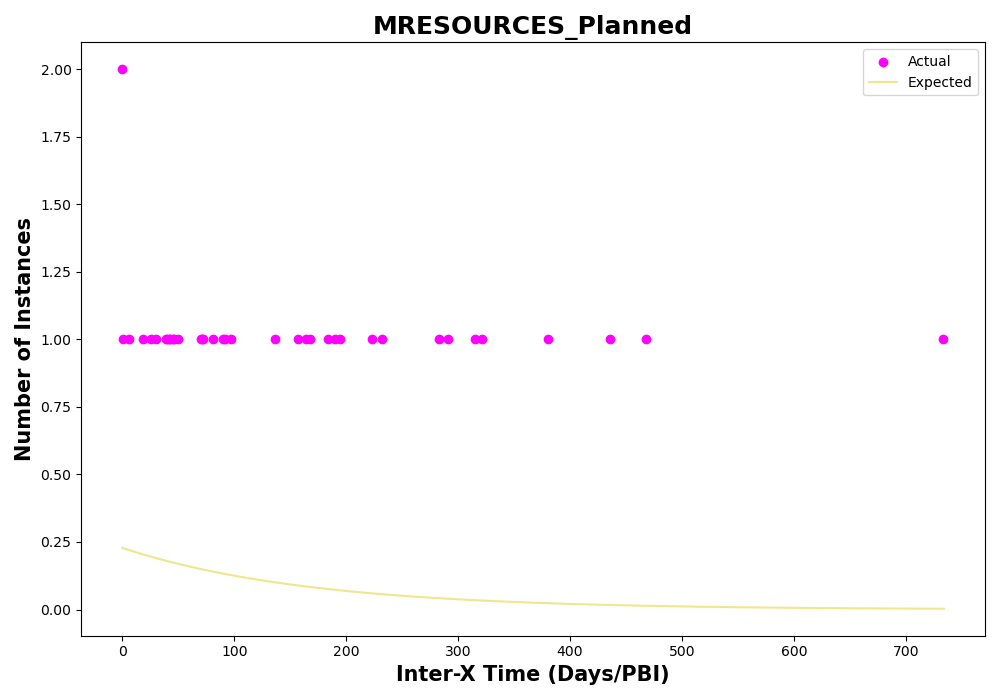 MRESOURCES_Planned
Actual
Expected
2.00
1.75
1.50
1.25
1.00
0.75
0.50
0.25
0.00
Number of Instances
0 100 200 300 400 500 600 700
Inter-X Time (Days/PBI)